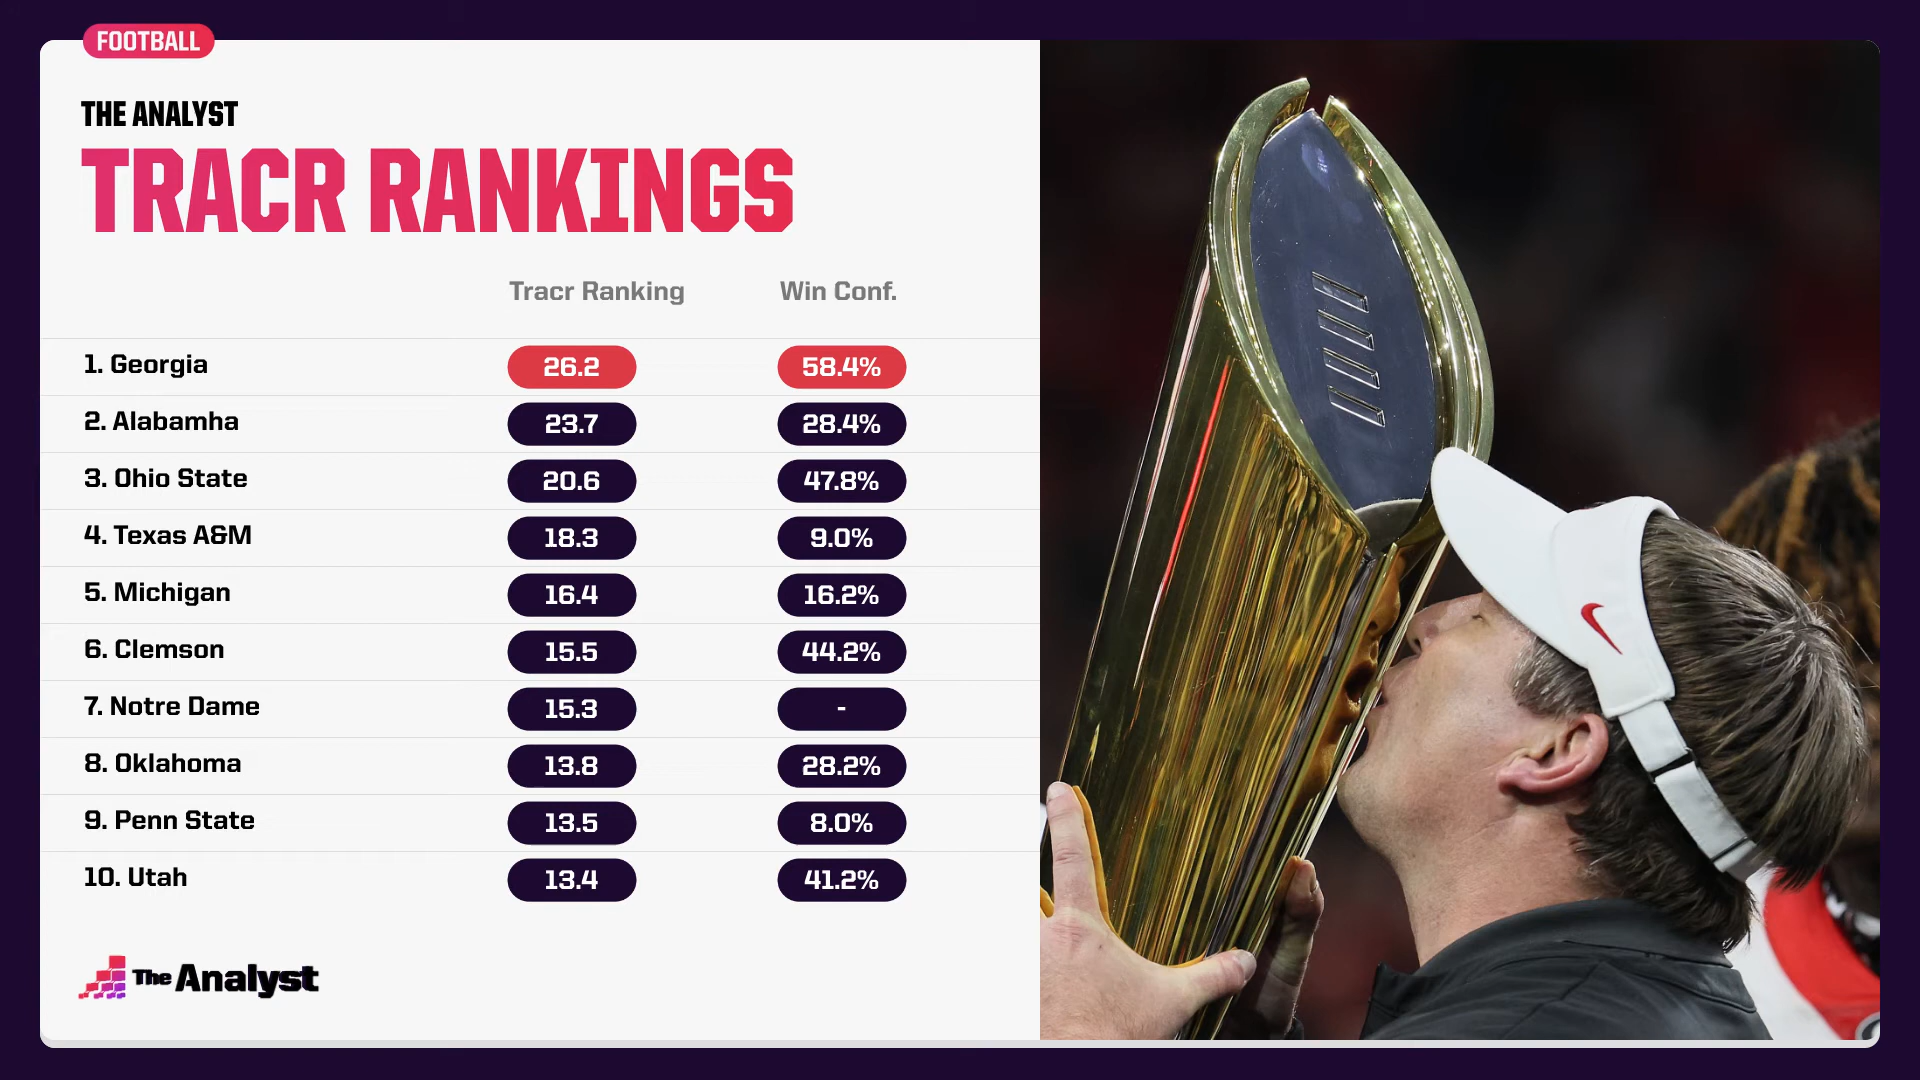 FOOTBALL
THE ANALYST
TRACR RANKINGS
Tracr Ranking Win Conf.
1. Georgia 26.2 58.4%
2. Alabamha 23.7 28.4%
3. Ohio State 20.6 47.8%
4. Texas A&M 18.3 9.0%
5. Michigan 16.4 16.2%
6. Clemson 15.5 44.2%
7. Notre Dame 15.3 -
8. Oklahoma 13.8 28.2%
9. Penn State 13.5 8.0%
10. Utah 13.4 41.2%
The Analyst